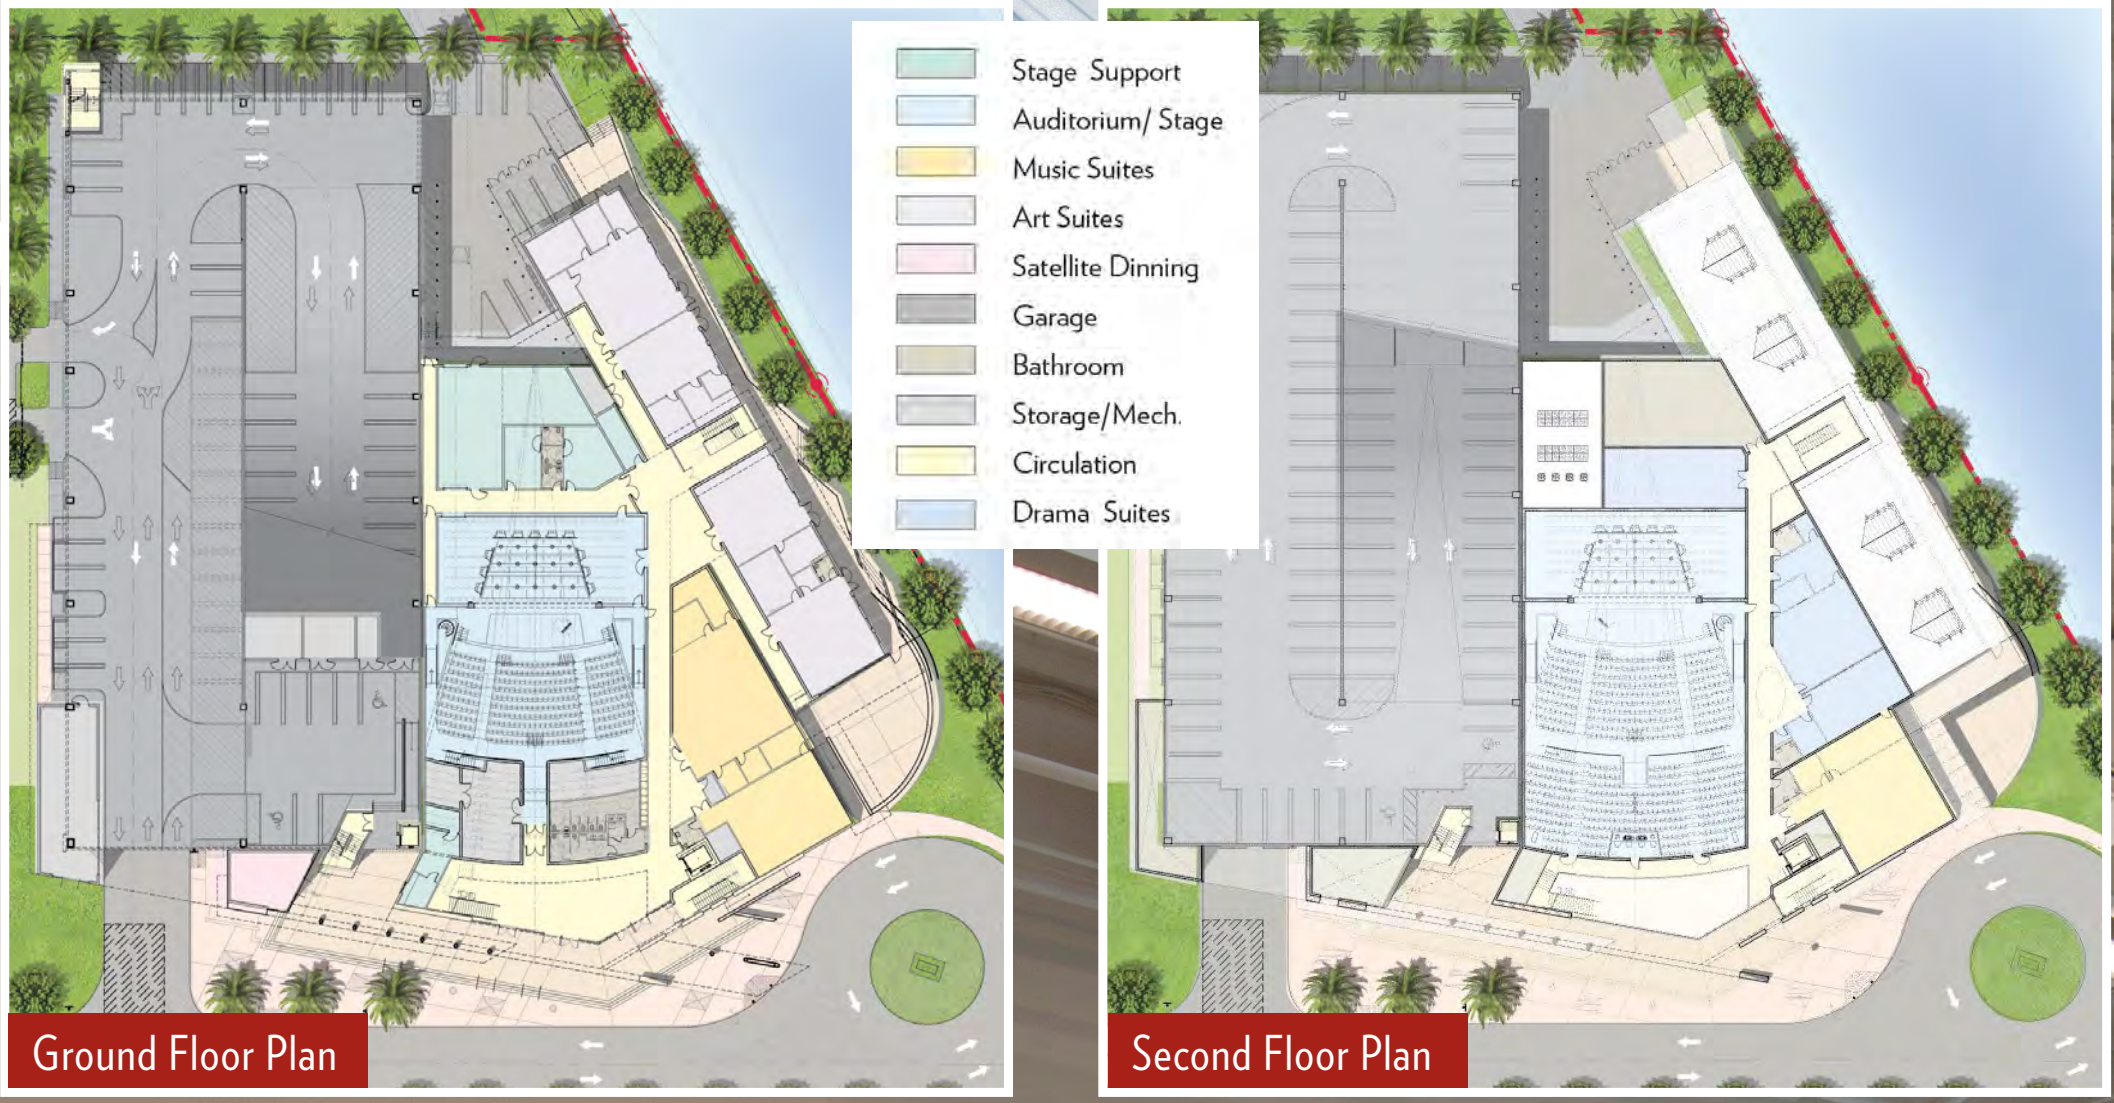 Stage Support
Auditorium/ Stage
Music Suites
Art Suites
Satellite Dinning
Garage
Bathroom
Storage/Mech.
Circulation
Drama Suites
Ground Floor Plan
Second Floor Plan